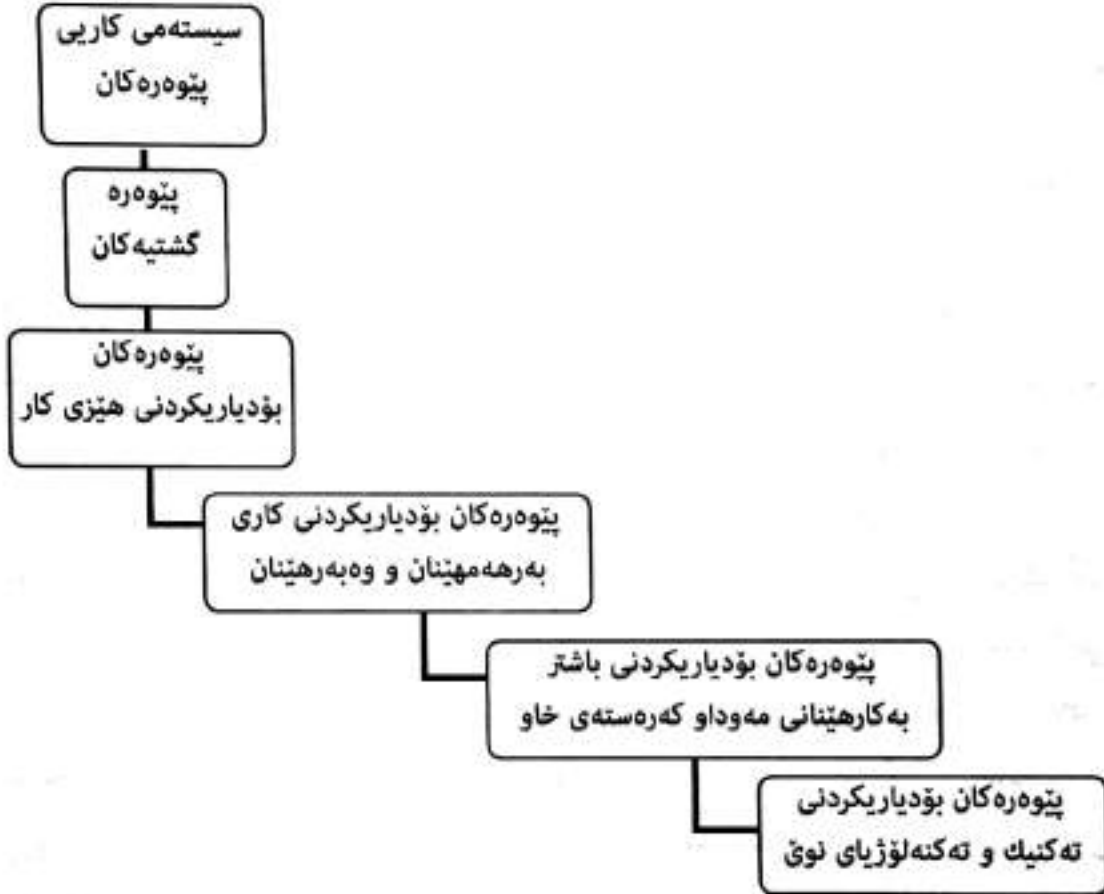 سیستەمی کاریی
پێوەرەکان
پێوەرە
گشتیەکان
پێوەرەکان
بۆدیاریکردنی هێزی کار
پێوەرەکان بۆدیاریکردنی کاری
بەرهەمهێنان و وەبەرهێنان
پێوەرەکان بۆدیاریکردنی باشتر
بەکارهێنانی مەوداو کەرەستەی خاو
پێوەرەکان بۆدیاریکردنی
تەکنیك و تەکنەلۆژیای نوێ